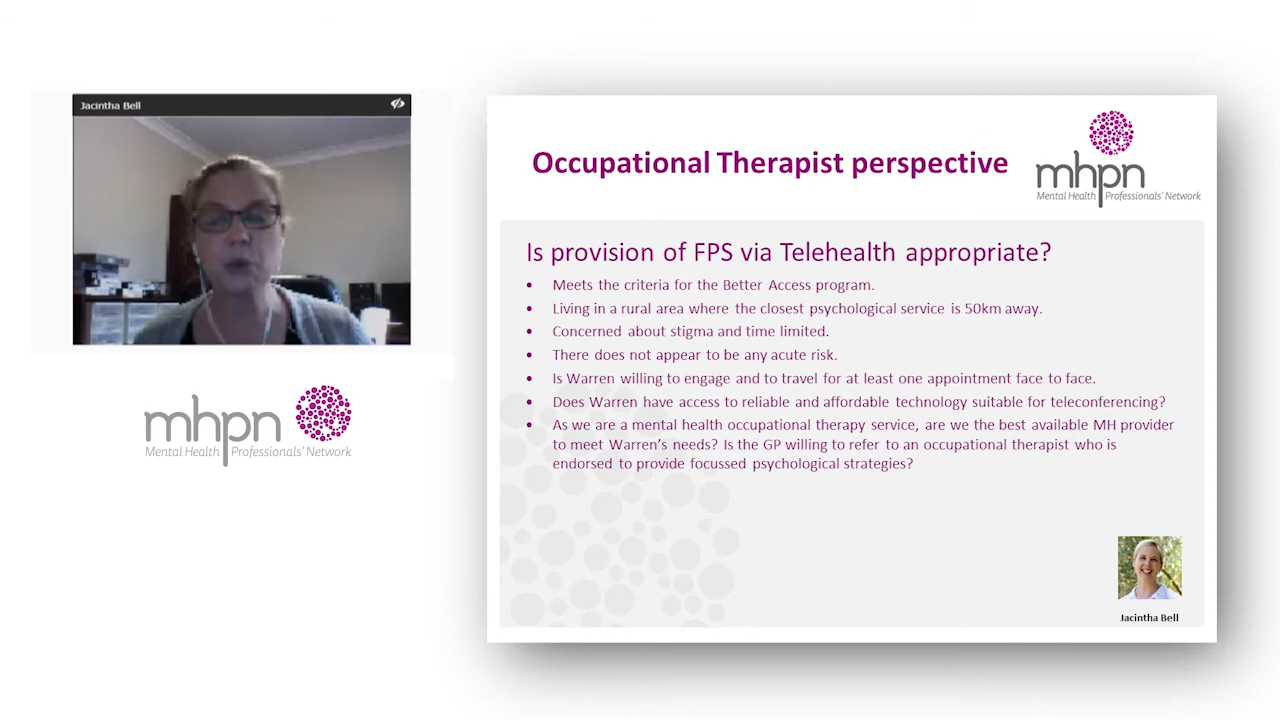 Jacintha Bell
mhpn
Mental Health Professionals' Network
Occupational Therapist perspective
mhpn
Mental Health Professionals' Network
Is provision of FPS via Telehealth appropriate?
• Meets the criteria for the Better Access program.
• Living in a rural area where the closest psychological service is 50km away.
• Concerned about stigma and time limited.
• There does not appear to be any acute risk.
• Is Warren willing to engage and to travel for at least one appointment face to face.
• Does Warren have access to reliable and affordable technology suitable for teleconferencing?
• As we are a mental health occupational therapy service, are we the best available MH provider
to meet Warren's needs? Is the GP willing to refer to an occupational therapist who is
endorsed to provide focussed psychological strategies?
Jacintha Bell